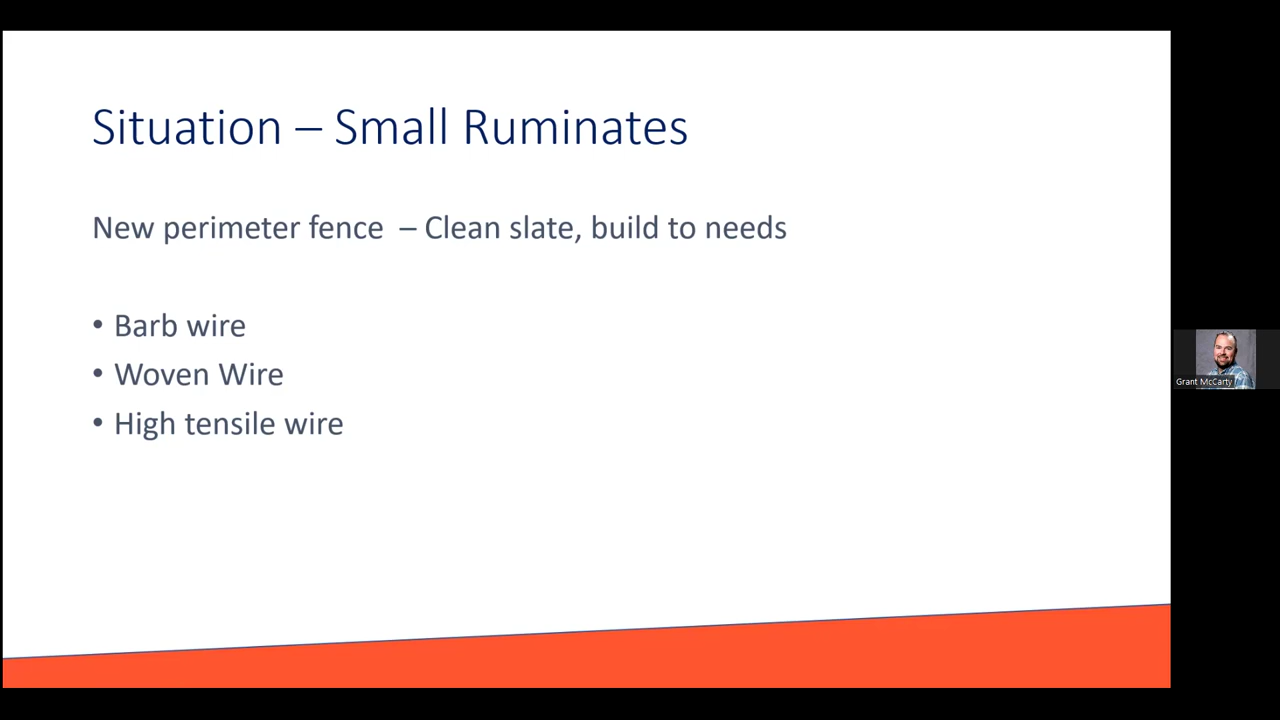 Situation – Small Ruminates
New perimeter fence – Clean slate, build to needs
• Barb wire
• Woven Wire
• High tensile wire
Grant McCarty